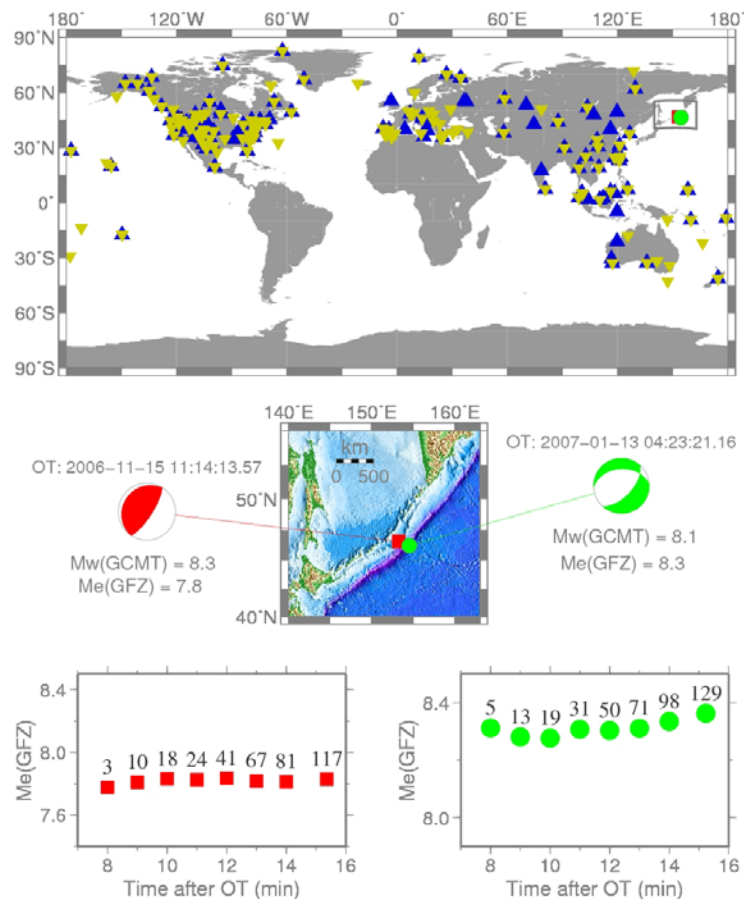 180˚ 120˚W 60˚W 0˚ 60˚E 120˚E 180˚
90˚N
60˚N
30˚N
0˚
30˚S
60˚S
90˚S
140˚E 150˚E 160˚E
km
0 500
50˚N
40˚N
OT: 2006-11-15 11:14:13.57
Mw(GCMT) = 8.3
Me(GFZ) = 7.8
OT: 2007-01-13 04:23:21.16
Mw(GCMT) = 8.1
Me(GFZ) = 8.3
Me(GFZ)
8.4
8.0
7.6
3 10 18 24 41 67 81 117
8 10 12 14 16
Time after OT (min)
Me(GFZ)
8.4
8.0
5 13 19 31 50 71 98 129
8 10 12 14 16
Time after OT (min)